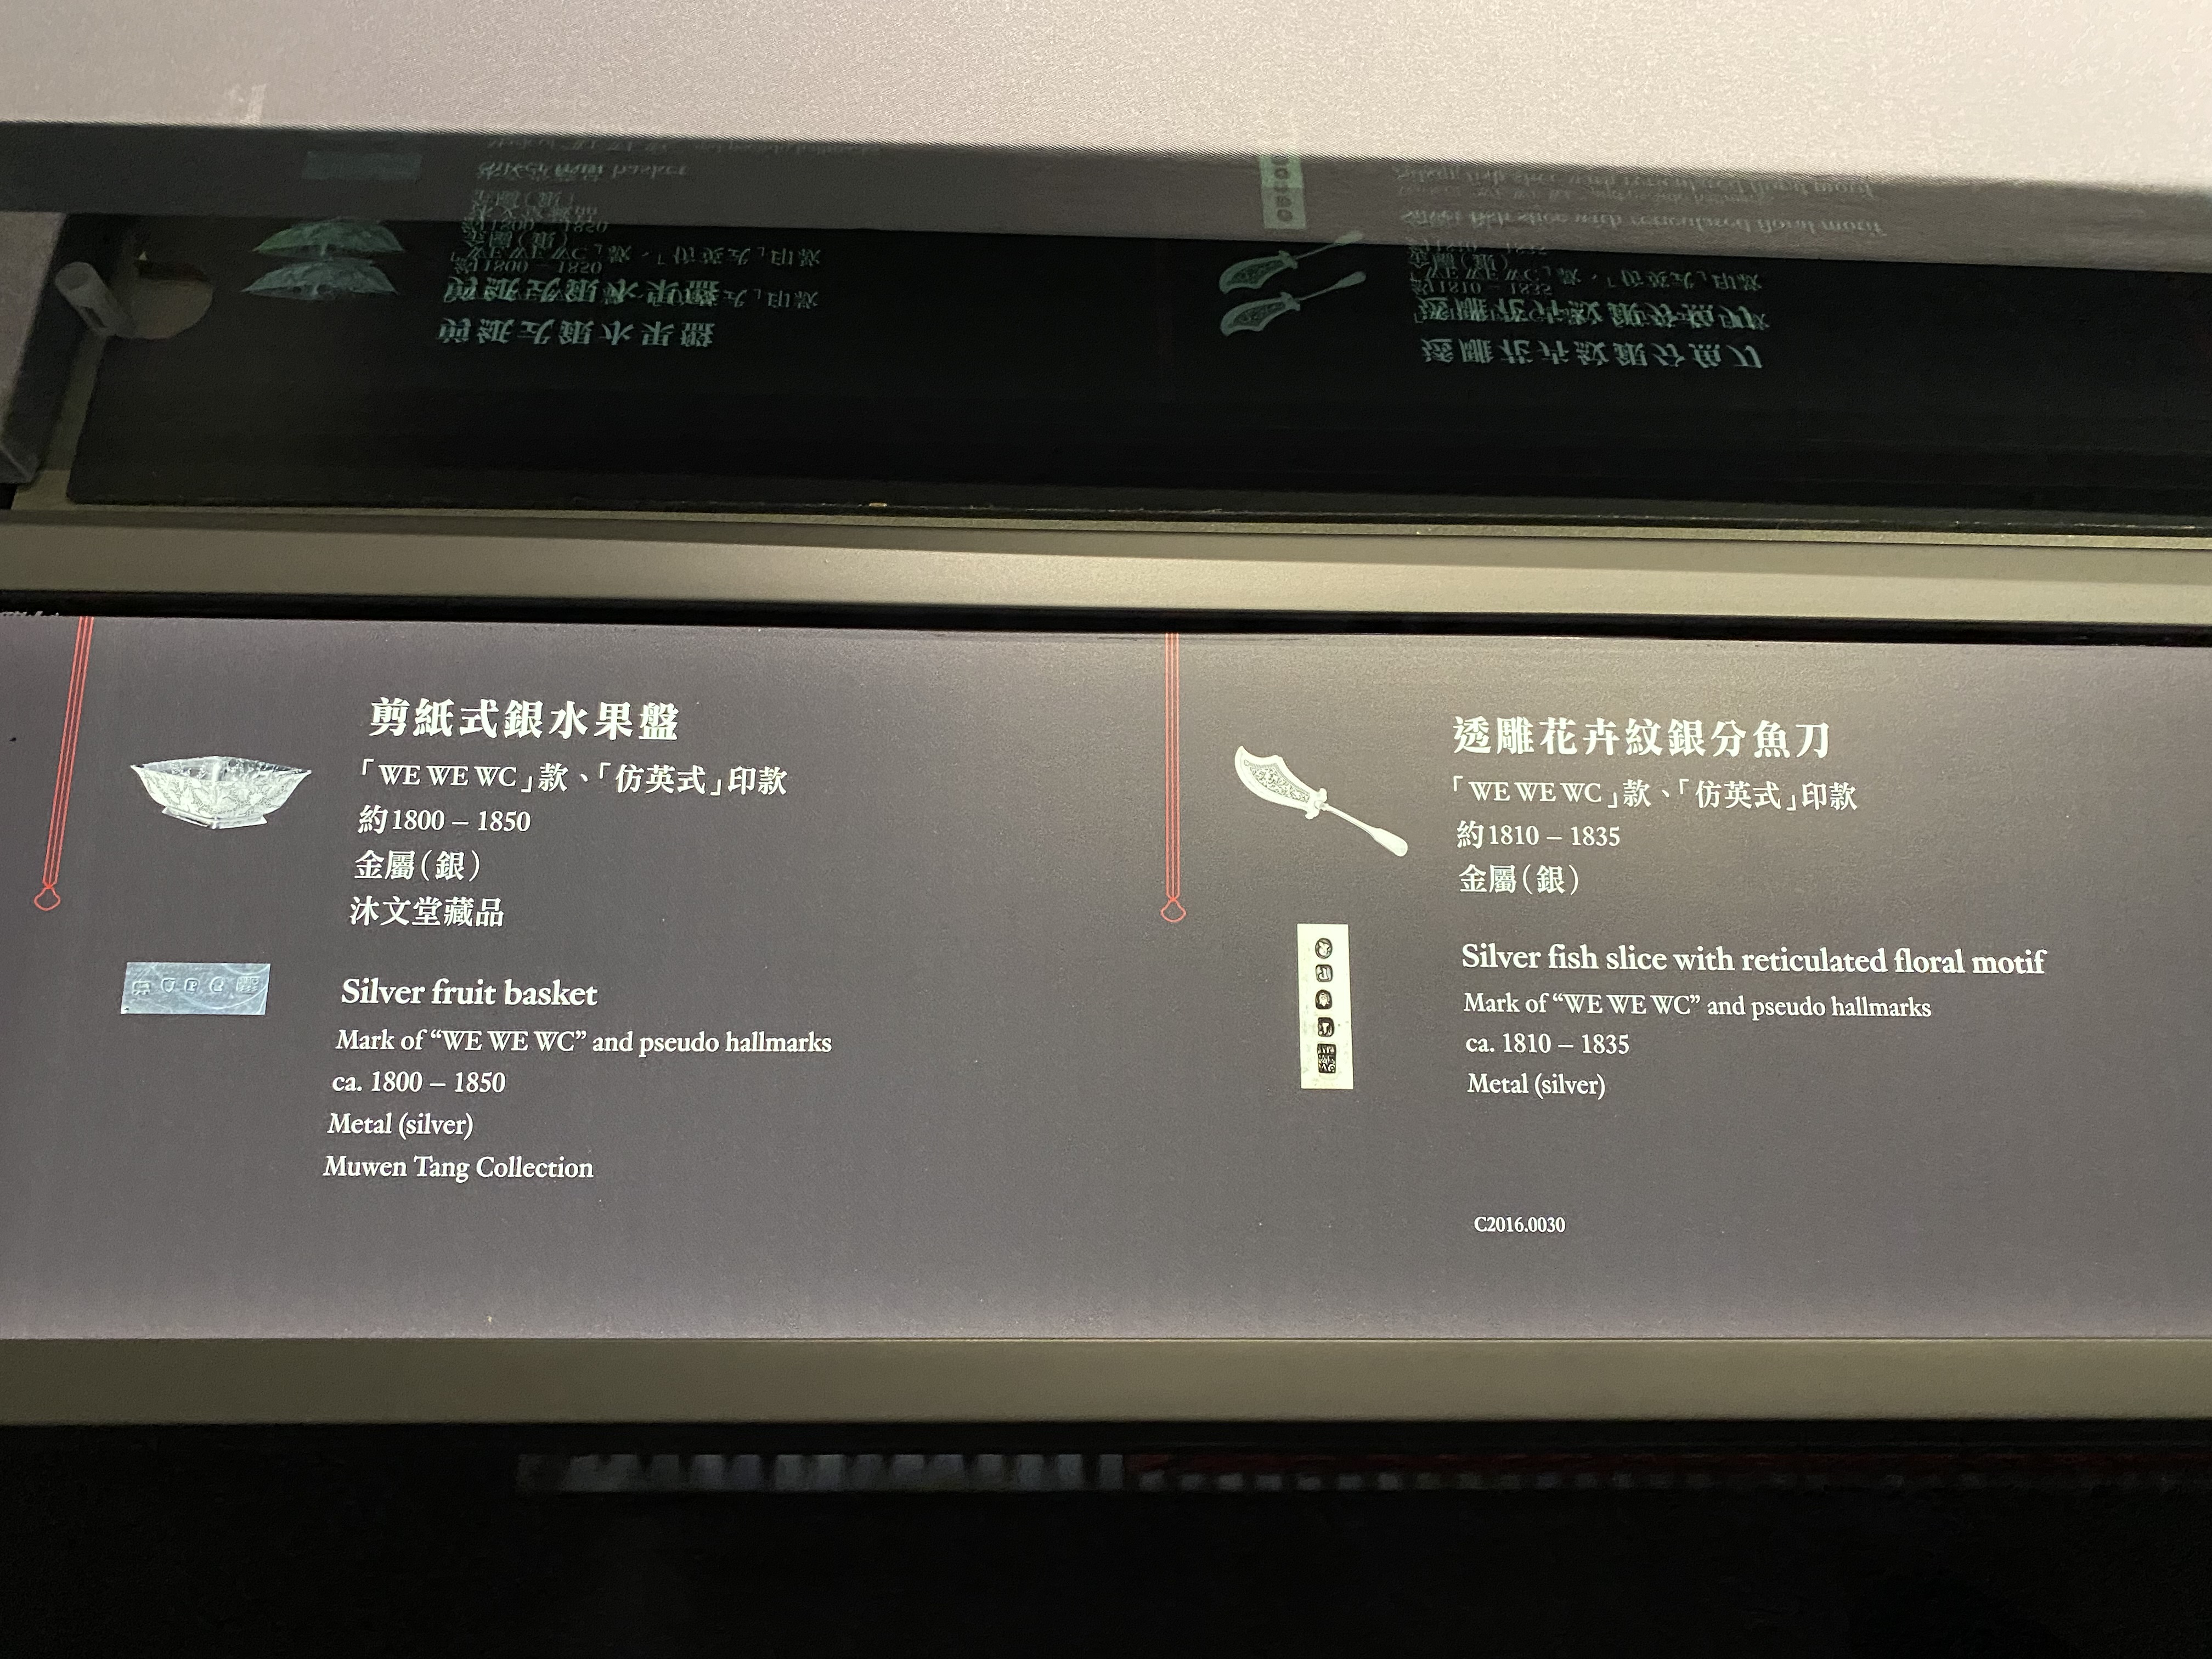 剪紙式銀水果盤
「WE WE WC」款、「仿英式」印款
約1800 – 1850
金屬（銀）
沐文堂藏品
Silver fruit basket
Mark of “WE WE WC” and pseudo hallmarks
ca. 1800 – 1850
Metal (silver)
Muwen Tang Collection
透雕花卉紋銀分魚刀
「WE WE WC」款、「仿英式」印款
約1810 – 1835
金屬（銀）
Silver fish slice with reticulated floral motif
Mark of “WE WE WC” and pseudo hallmarks
ca. 1810 – 1835
Metal (silver)
C2016.0030